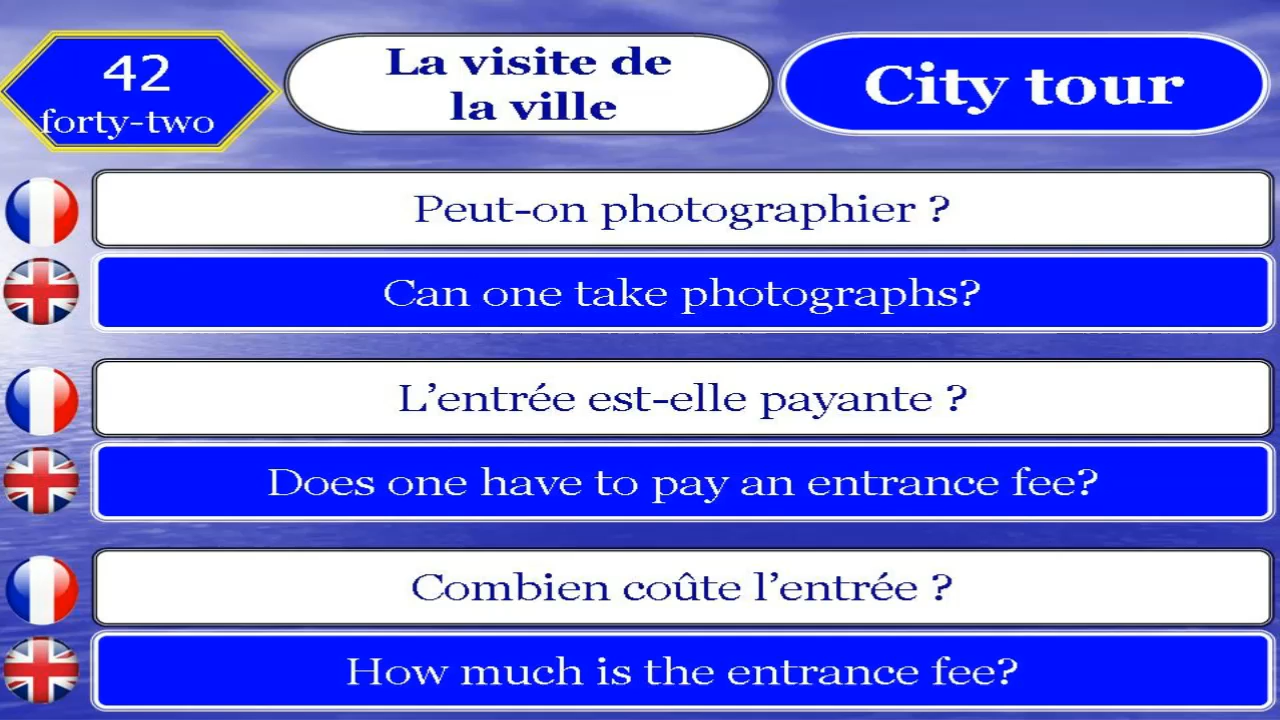 42
forty-two
La visite de
la ville
City tour
Peut-on photographier ?
Can one take photographs?
L’entrée est-elle payante ?
Does one have to pay an entrance fee?
Combien coûte l’entrée ?
How much is the entrance fee?